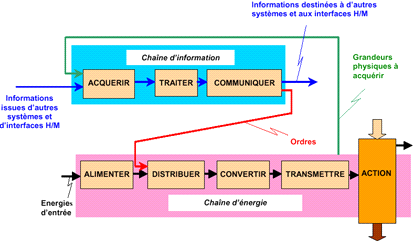 Informations destinées à d'autres
systèmes et aux interfaces H/M
Chaîne d'information
ACQUERIR
TRAITER
COMMUNIQUER
Grandeurs
physiques à
acquérir
Informations
issues d'autres
systèmes et
d'interfaces H/M
Ordres
ALIMENTER
DISTRIBUER
CONVERTIR
TRANSMETTRE
ACTION
Energies
d'entrée
Chaîne d'énergie